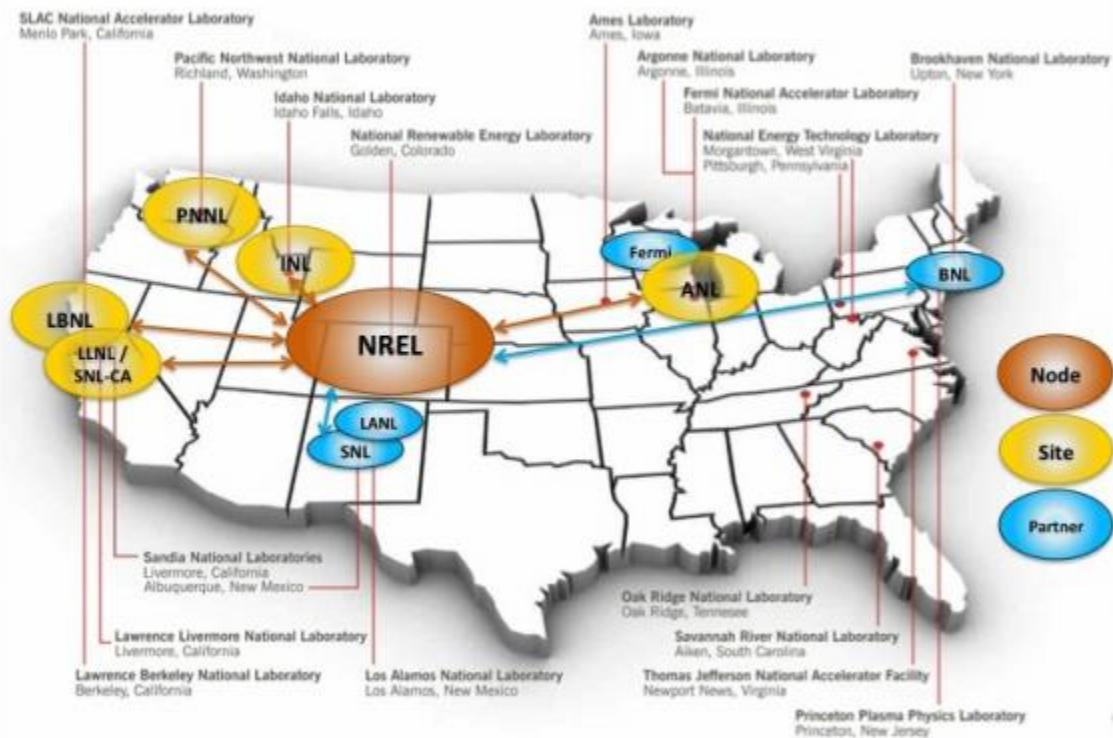 SLAC National Accelerator Laboratory
Menlo Park, California
Pacific Northwest National Laboratory
Richland, Washington
Idaho National Laboratory
Idaho Falls, Idaho
National Renewable Energy Laboratory
Golden, Colorado
Ames Laboratory
Ames, Iowa
Argonne National Laboratory
Argonne, Illinois
Fermi National Accelerator Laboratory
Batavia, Illinois
National Energy Technology Laboratory
Morgantown, West Virginia
Pittsburgh, Pennsylvania
Brookhaven National Laboratory
Upton, New York
PNNL
INL
Fermi
ANL
BNL
LBNL
LLNL /
SNL-CA
NREL
LANL
SNL
Node
Site
Partner
Sandia National Laboratories
Livermore, California
Albuquerque, New Mexico
Lawrence Livermore National Laboratory
Livermore, California
Lawrence Berkeley National Laboratory
Berkeley, California
Los Alamos National Laboratory
Los Alamos, New Mexico
Oak Ridge National Laboratory
Oak Ridge, Tennesee
Savannah River National Laboratory
Aiken, South Carolina
Thomas Jefferson National Accelerator Facility
Newport News, Virginia
Princeton Plasma Physics Laboratory
Princeton, New Jersey